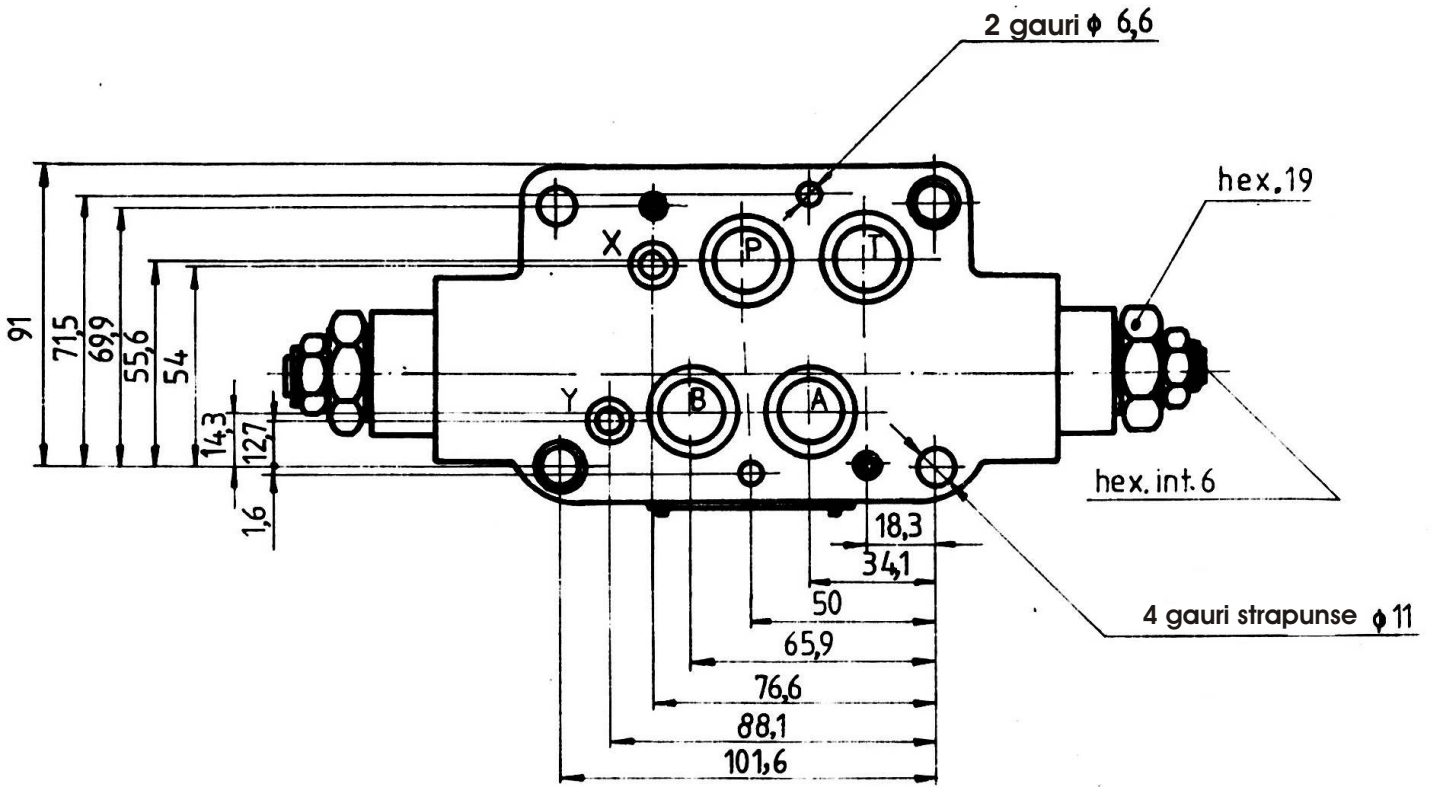 2 gauri ϕ 6,6
hex.19
X
P
T
91
71,5
69,9
55,6
54
14,3
12,7
1,6
Y
B
A
hex. int. 6
18,3
34,1
50
4 gauri strapunse ϕ 11
65,9
76,6
88,1
101,6